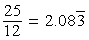 25/12 = 2.083̅